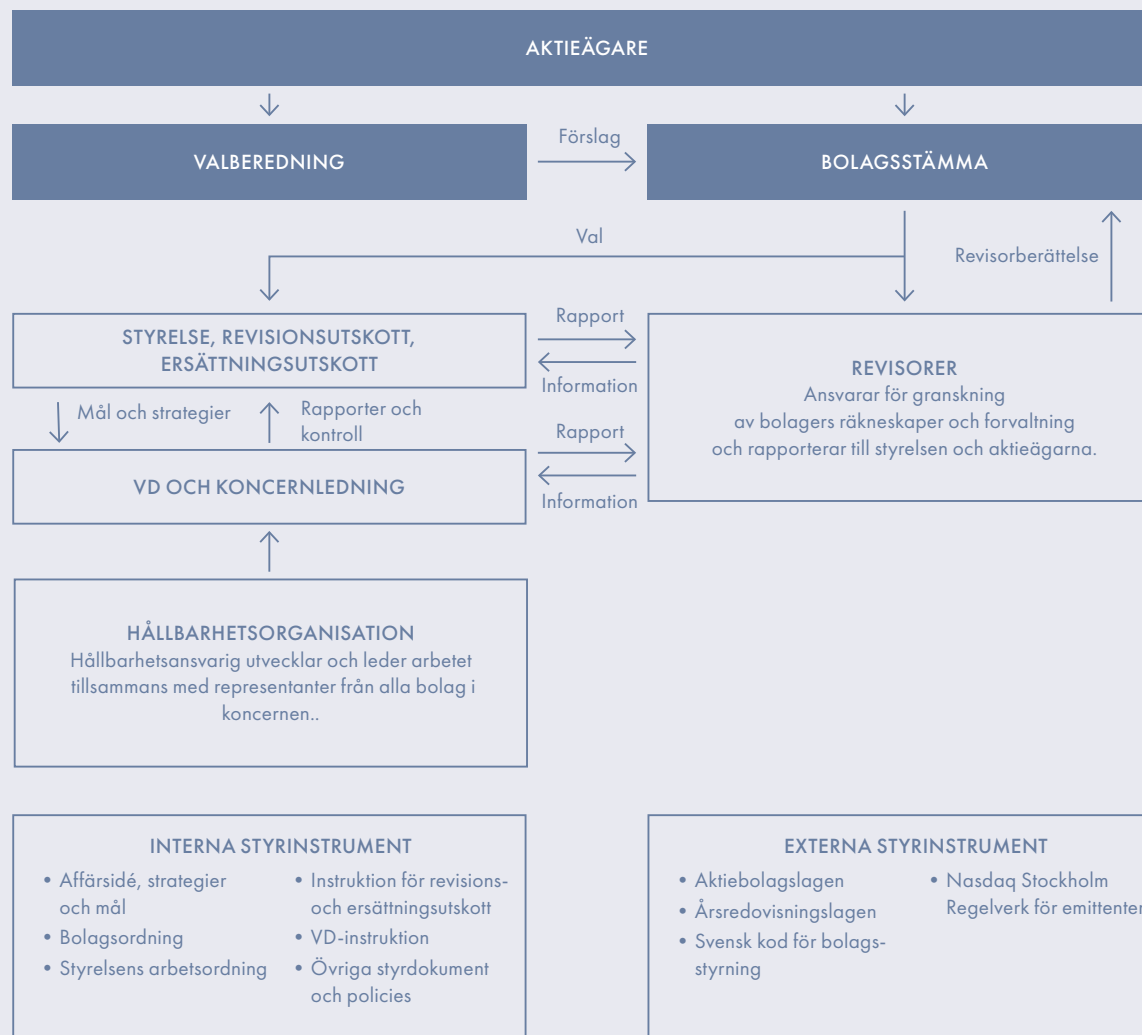 AKTIEÄGARE
VALBEREDNING
Förslag
BOLAGSSTÄMMA
Val
Revisorberättelse
STYRELSE, REVISIONSUTSKOTT,
ERSÄTTNINGSUTSKOTT
Rapport
Information
REVISORER
Ansvarar för granskning
av bolagers räkneskaper och forvaltning
och rapporterar till styrelsen och aktieägarna.
Mål och strategier
Rapporter och
kontroll
Rapport
Information
VD OCH KONCERNLEDNING
HÅLLBARHETSORGANISATION
Hållbarhetsansvarig utvecklar och leder arbetet
tillsammans med representanter från alla bolag i
koncernen..
INTERNA STYRINSTRUMENT
• Affärsidé, strategier
och mål
• Bolagsordning
• Styrelsens arbetsordning
• Instruktion för revisions-
och ersättningsutskott
• VD-instruktion
• Övriga styrdokument
och policies
EXTERNA STYRINSTRUMENT
• Aktiebolagslagen
• Årsredovisningslagen
• Svensk kod för bolags-
styrning
• Nasdaq Stockholm
Regelverk för emittenter